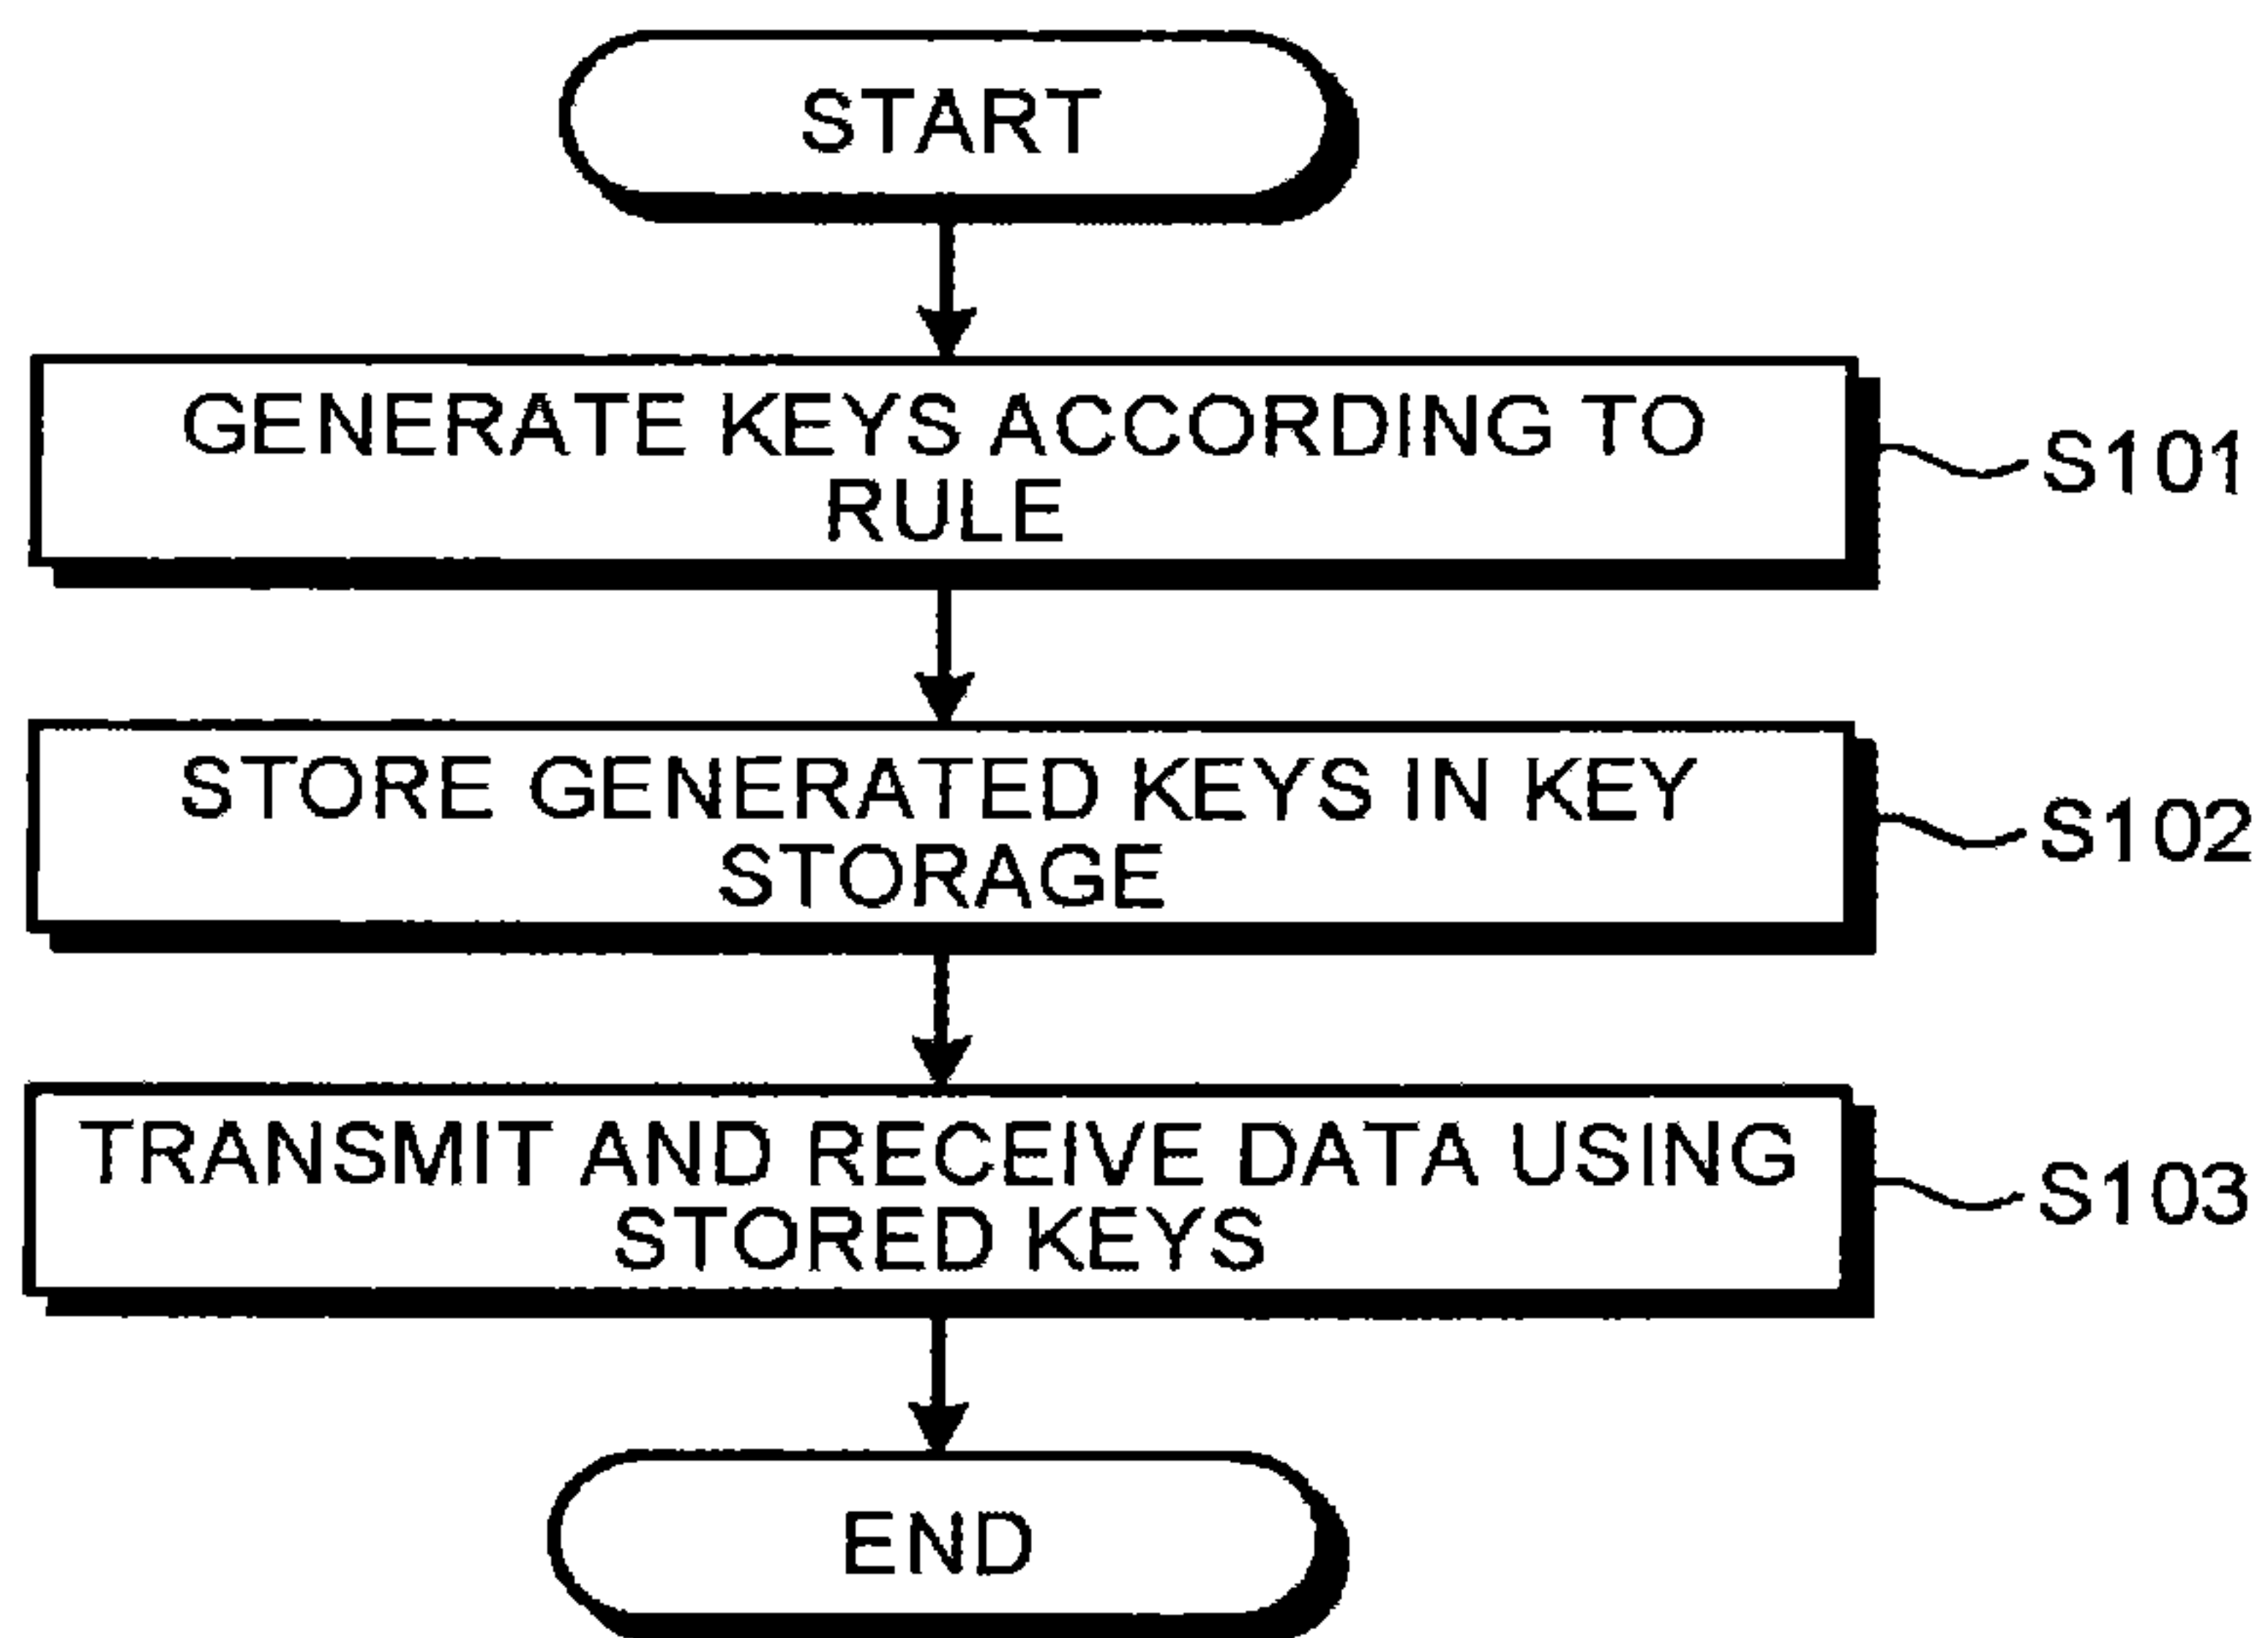 START
GENERATE KEYS ACCORDING TO
RULE
S101
STORE GENERATED KEYS IN KEY
STORAGE
S102
TRANSMIT AND RECEIVE DATA USING
STORED KEYS
S103
END